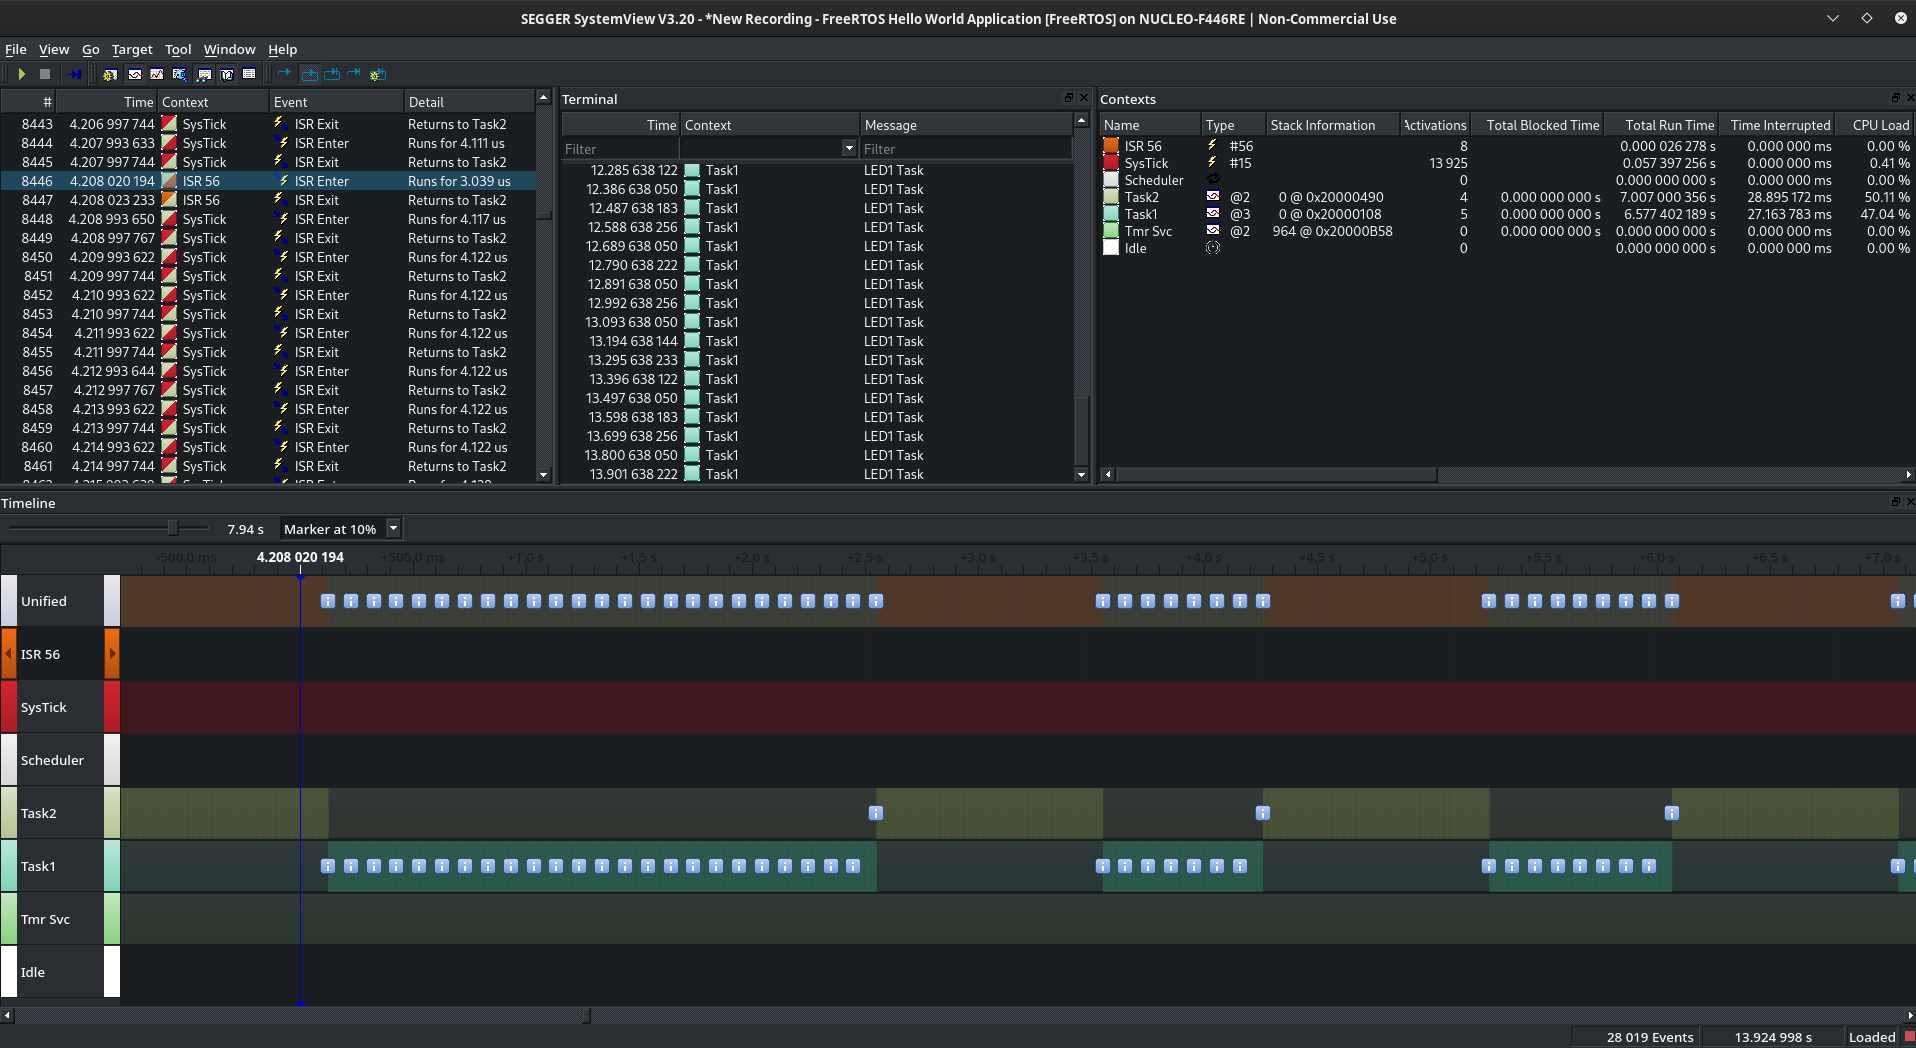 SEGGER SystemView V3.20 - *New Recording - FreeRTOS Hello World Application [FreeRTOS] on NUCLEO-F446RE | Non-Commercial Use
File View Go Target Tool Window Help
# Time Context Event Detail
8443 4.206 997 744 SysTick ISR Exit Returns to Task2
8444 4.207 993 633 SysTick ISR Enter Runs for 4.111 us
8445 4.207 997 744 SysTick ISR Exit Returns to Task2
8446 4.208 020 194 ISR 56 ISR Enter Runs for 3.039 us
8447 4.208 023 233 ISR 56 ISR Exit Returns to Task2
8448 4.208 993 650 SysTick ISR Enter Runs for 4.117 us
8449 4.208 997 767 SysTick ISR Exit Returns to Task2
8450 4.209 993 622 SysTick ISR Enter Runs for 4.122 us
8451 4.209 997 744 SysTick ISR Exit Returns to Task2
8452 4.210 993 622 SysTick ISR Enter Runs for 4.122 us
8453 4.210 997 744 SysTick ISR Exit Returns to Task2
8454 4.211 993 622 SysTick ISR Enter Runs for 4.122 us
8455 4.211 997 744 SysTick ISR Exit Returns to Task2
8456 4.212 993 644 SysTick ISR Enter Runs for 4.122 us
8457 4.212 997 767 SysTick ISR Exit Returns to Task2
8458 4.213 993 622 SysTick ISR Enter Runs for 4.122 us
8459 4.213 997 744 SysTick ISR Exit Returns to Task2
8460 4.214 993 622 SysTick ISR Enter Runs for 4.122 us
8461 4.214 997 744 SysTick ISR Exit Returns to Task2
Terminal
Time Context Message
Filter Filter
12.285 638 122 Task1 LED1 Task
12.386 638 050 Task1 LED1 Task
12.487 638 183 Task1 LED1 Task
12.588 638 256 Task1 LED1 Task
12.689 638 050 Task1 LED1 Task
12.790 638 222 Task1 LED1 Task
12.891 638 050 Task1 LED1 Task
12.992 638 256 Task1 LED1 Task
13.093 638 050 Task1 LED1 Task
13.194 638 144 Task1 LED1 Task
13.295 638 233 Task1 LED1 Task
13.396 638 122 Task1 LED1 Task
13.497 638 050 Task1 LED1 Task
13.598 638 183 Task1 LED1 Task
13.699 638 256 Task1 LED1 Task
13.800 638 050 Task1 LED1 Task
13.901 638 222 Task1 LED1 Task
Contexts
Name Type Stack Information Activations Total Blocked Time Total Run Time Time Interrupted CPU Load
ISR 56 #56 8 0.000 026 278 s 0.000 000 ms 0.00 %
SysTick #15 13 925 0.057 397 256 s 0.000 000 ms 0.41 %
Scheduler 0 0.000 000 000 s 0.000 000 ms 0.00 %
Task2 @2 0 @ 0x20000490 4 0.000 000 000 s 7.007 000 356 s 28.895 172 ms 50.11 %
Task1 @3 0 @ 0x20000108 5 0.000 000 000 s 6.577 402 189 s 27.163 783 ms 47.04 %
Tmr Svc @2 964 @ 0x20000B58 0 0.000 000 000 s 0.000 000 000 s 0.000 000 ms 0.00 %
Idle 0 0.000 000 000 s 0.000 000 ms 0.00 %
Timeline
7.94 s Marker at 10%
-500.0 ms 4.208 020 194 +500.0 ms +1.0 s +1.5 s +2.0 s +2.5 s +3.0 s +3.5 s +4.0 s +4.5 s +5.0 s +5.5 s +6.0 s +6.5 s +7.0 s
Unified
ISR 56
SysTick
Scheduler
Task2
Task1
Tmr Svc
Idle
28 019 Events 13.924 998 s Loaded